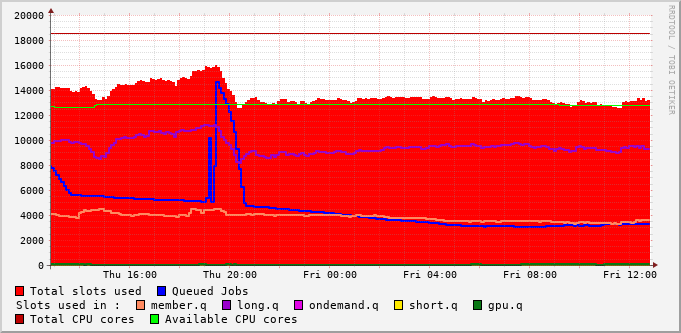 RRDTOOL / TOBI OETIKER
20000
18000
16000
14000
12000
10000
8000
6000
4000
2000
0
Thu 16:00 Thu 20:00 Fri 00:00 Fri 04:00 Fri 08:00 Fri 12:00
Total slots used Queued Jobs
Slots used in : member.q long.q ondemand.q short.q gpu.q
Total CPU cores Available CPU cores